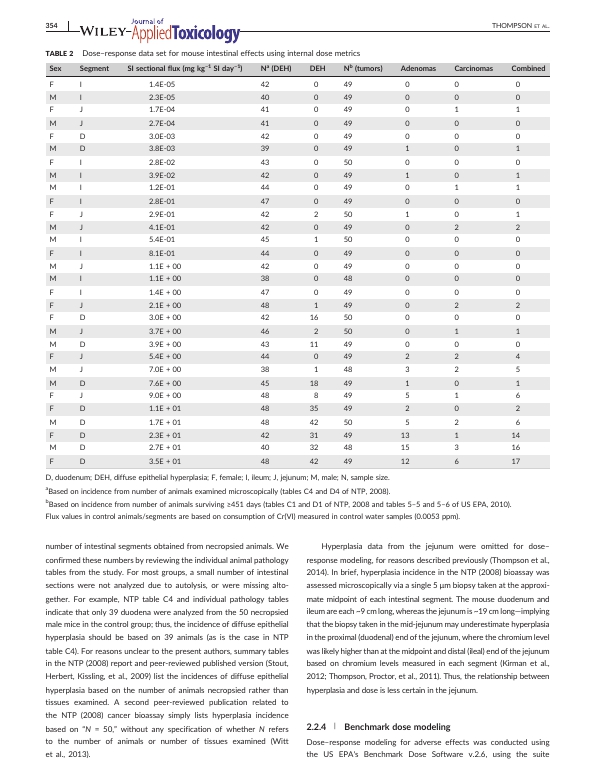 354
WILEY- Journal of AppliedToxicology
THOMPSON ET AL.
TABLE 2 Dose–response data set for mouse intestinal effects using internal dose metrics
Sex Segment SI sectional flux (mg kg⁻¹ SI day⁻¹) Nᵃ (DEH) DEH Nᵇ (tumors) Adenomas Carcinomas Combined
F I 1.4E-05 42 0 49 0 0 0
M I 2.3E-05 40 0 49 0 0 0
F J 1.7E-04 41 0 49 0 1 1
M J 2.7E-04 41 0 49 0 0 0
F D 3.0E-03 42 0 49 0 0 0
M D 3.8E-03 39 0 49 1 0 1
F I 2.8E-02 43 0 50 0 0 0
M I 3.9E-02 42 0 49 1 0 1
M I 1.2E-01 44 0 49 0 1 1
F I 2.8E-01 47 0 49 0 0 0
F J 2.9E-01 42 2 50 1 0 1
M J 4.1E-01 42 0 49 0 2 2
M I 5.4E-01 45 1 50 0 0 0
F I 8.1E-01 44 0 49 0 0 0
M J 1.1E + 00 42 0 49 0 0 0
M I 1.1E + 00 38 0 48 0 0 0
F I 1.4E + 00 47 0 49 0 0 0
F J 2.1E + 00 48 1 49 0 2 2
F D 3.0E + 00 42 16 50 0 0 0
M J 3.7E + 00 46 2 50 0 1 1
M D 3.9E + 00 43 11 49 0 0 0
F J 5.4E + 00 44 0 49 2 2 4
M J 7.0E + 00 38 1 48 3 2 5
M D 7.6E + 00 45 18 49 1 0 1
F J 9.0E + 00 48 8 49 5 1 6
F D 1.1E + 01 48 35 49 2 0 2
M D 1.7E + 01 48 42 50 5 2 6
F D 2.3E + 01 42 31 49 13 1 14
M D 2.7E + 01 40 32 48 15 3 16
F D 3.5E + 01 48 42 49 12 6 17
D, duodenum; DEH, diffuse epithelial hyperplasia; F, female; I, ileum; J, jejunum; M, male; N, sample size.
ᵃBased on incidence from number of animals examined microscopically (tables C4 and D4 of NTP, 2008).
ᵇBased on incidence from number of animals surviving ≥451 days (tables C1 and D1 of NTP, 2008 and tables 5–5 and 5–6 of US EPA, 2010).
Flux values in control animals/segments are based on consumption of Cr(VI) measured in control water samples (0.0053 ppm).
number of intestinal segments obtained from necropsied animals. We
confirmed these numbers by reviewing the individual animal pathology
tables from the study. For most groups, a small number of intestinal
sections were not analyzed due to autolysis, or were missing alto-
gether. For example, NTP table C4 and individual pathology tables
indicate that only 39 duodena were analyzed from the 50 necropsied
male mice in the control group; thus, the incidence of diffuse epithelial
hyperplasia should be based on 39 animals (as is the case in NTP
table C4). For reasons unclear to the present authors, summary tables
in the NTP (2008) report and peer-reviewed published version (Stout,
Herbert, Kissling, et al., 2009) list the incidences of diffuse epithelial
hyperplasia based on the number of animals necropsied rather than
tissues examined. A second peer-reviewed publication related to
the NTP (2008) cancer bioassay simply lists hyperplasia incidence
based on "N = 50," without any specification of whether N refers
to the number of animals or number of tissues examined (Witt
et al., 2013).
Hyperplasia data from the jejunum were omitted for dose–
response modeling, for reasons described previously (Thompson et al.,
2014). In brief, hyperplasia incidence in the NTP (2008) bioassay was
assessed microscopically via a single 5 μm biopsy taken at the approxi-
mate midpoint of each intestinal segment. The mouse duodenum and
ileum are each ~9 cm long, whereas the jejunum is ~19 cm long—implying
that the biopsy taken in the mid-jejunum may underestimate hyperplasia
in the proximal (duodenal) end of the jejunum, where the chromium level
was likely higher than at the midpoint and distal (ileal) end of the jejunum
based on chromium levels measured in each segment (Kirman et al.,
2012; Thompson, Proctor, et al., 2011). Thus, the relationship between
hyperplasia and dose is less certain in the jejunum.
2.2.4 | Benchmark dose modeling
Dose–response modeling for adverse effects was conducted using
the US EPA's Benchmark Dose Software v.2.6, using the suite